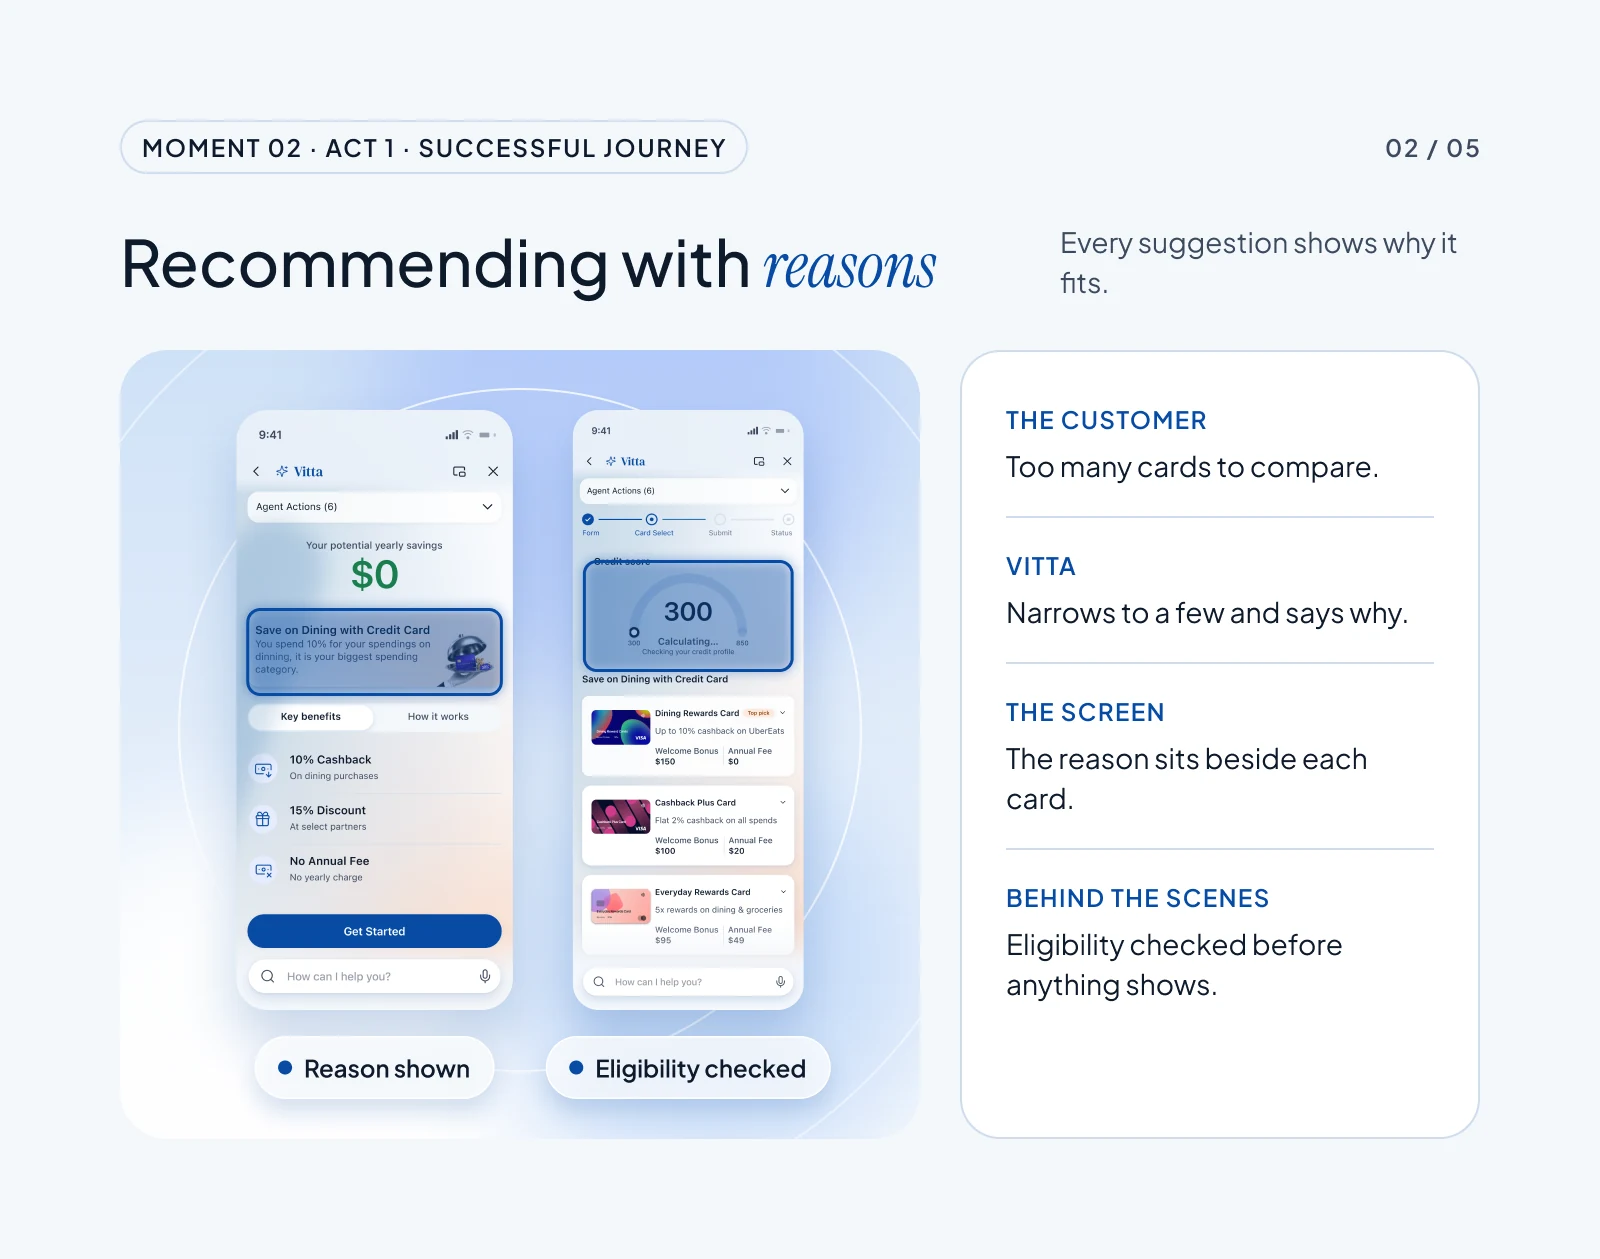 MOMENT 02 · ACT 1 · SUCCESSFUL JOURNEY
02 / 05
Recommending with reasons
Every suggestion shows why it
fits.
9:41
Vitta
Agent Actions (6)
Your potential yearly savings
$0
Save on Dining with Credit Card
You spend 10% for your spendings on
dinning, it is your biggest spending
category.
Key benefits
How it works
10% Cashback
On dining purchases
15% Discount
At select partners
No Annual Fee
No yearly charge
Get Started
How can I help you?
Reason shown
9:41
Vitta
Agent Actions (6)
Form
Card Select
Submit
Status
Credit score
300
300
Calculating...
850
Checking your credit profile
Save on Dining with Credit Card
Dining Rewards Card
Top pick
Up to 10% cashback on UberEats
Welcome Bonus
Annual Fee
$150
$0
VISA
Cashback Plus Card
Flat 2% cashback on all spends
Welcome Bonus
Annual Fee
$100
$20
VISA
Everyday Rewards Card
5x rewards on dining & groceries
Welcome Bonus
Annual Fee
$95
$49
How can I help you?
Eligibility checked
THE CUSTOMER
Too many cards to compare.
VITTA
Narrows to a few and says why.
THE SCREEN
The reason sits beside each
card.
BEHIND THE SCENES
Eligibility checked before
anything shows.